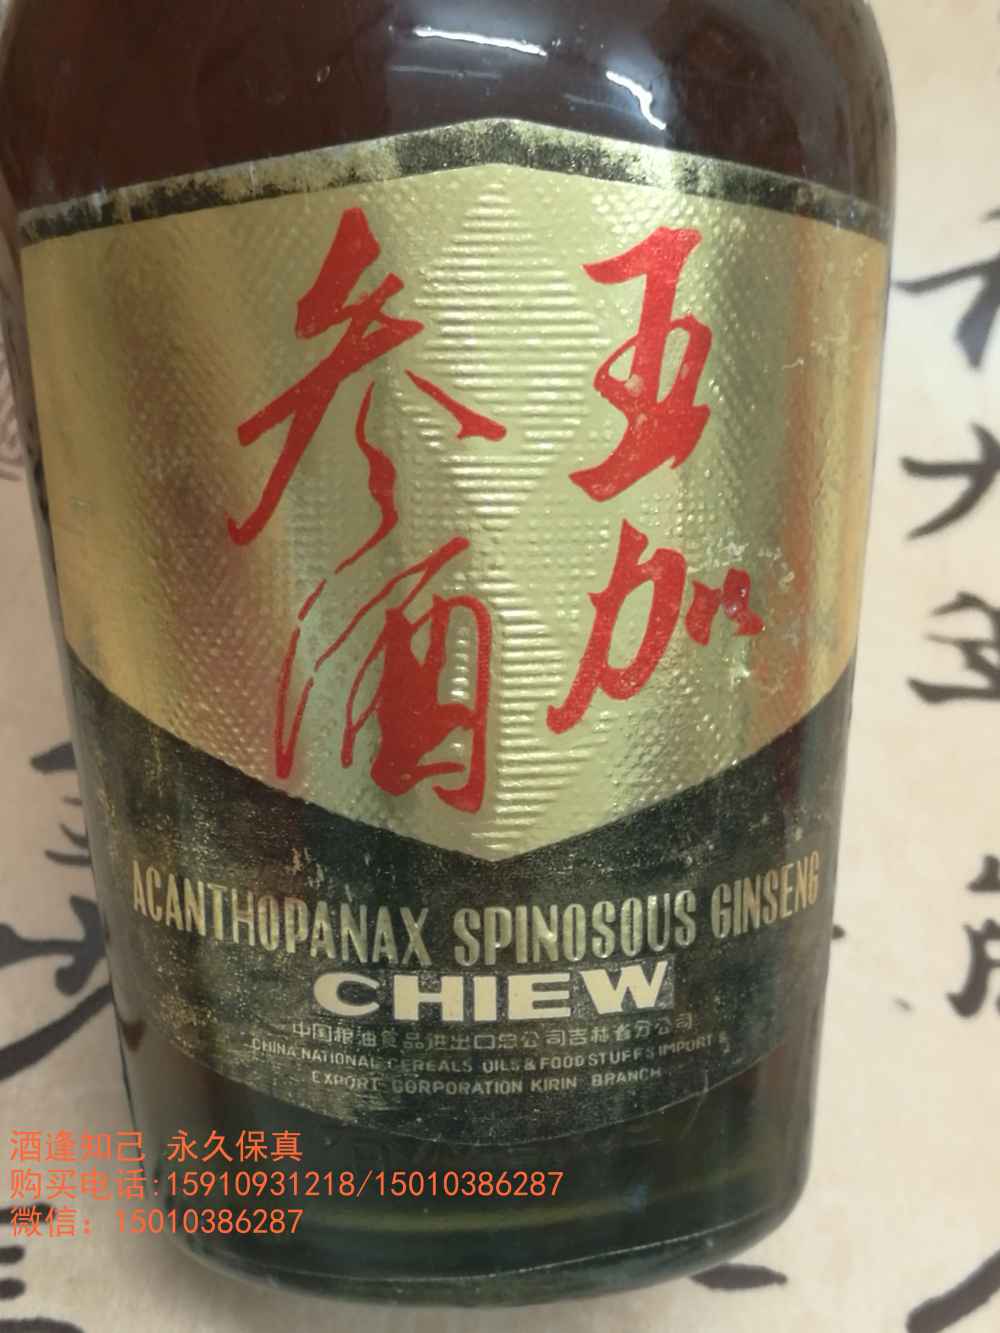 五加
参酒
ACANTHOPANAX SPINOSOUS GINSENG
CHIEW
中国粮油食品进出口总公司吉林省分公司
CHINA NATIONAL CEREALS OILS & FOODSTUFFS IMPORT &
EXPORT CORPORATION KIRIN BRANCH
酒逢知己 永久保真
购买电话:15910931218/15010386287
微信：15010386287